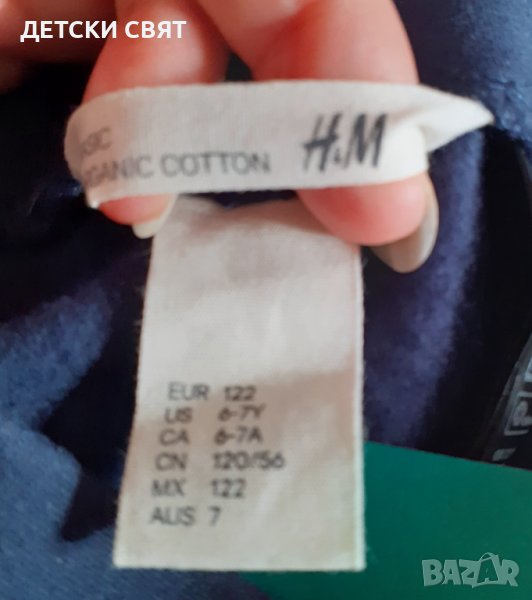 ДЕТСКИ СВЯТ
ORGANIC COTTON
H&M
EUR 122
US 6-7Y
CA 6-7A
CN 120/56
MX 122
AUS 7
BAZAR